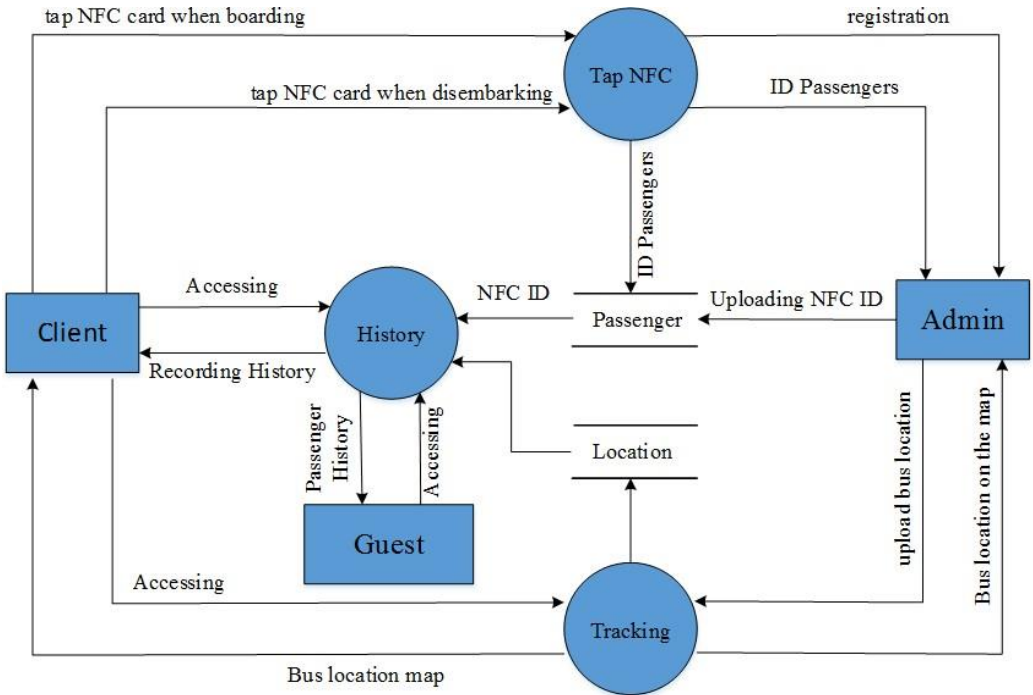 tap NFC card when boarding
registration
Tap NFC
tap NFC card when disembarking
ID Passengers
ID Passengers
Accessing
NFC ID
Uploading NFC ID
Client
History
Passenger
Admin
Recording History
Passenger
History
Accessing
Location
upload bus location
Bus location on the map
Guest
Accessing
Tracking
Bus location map